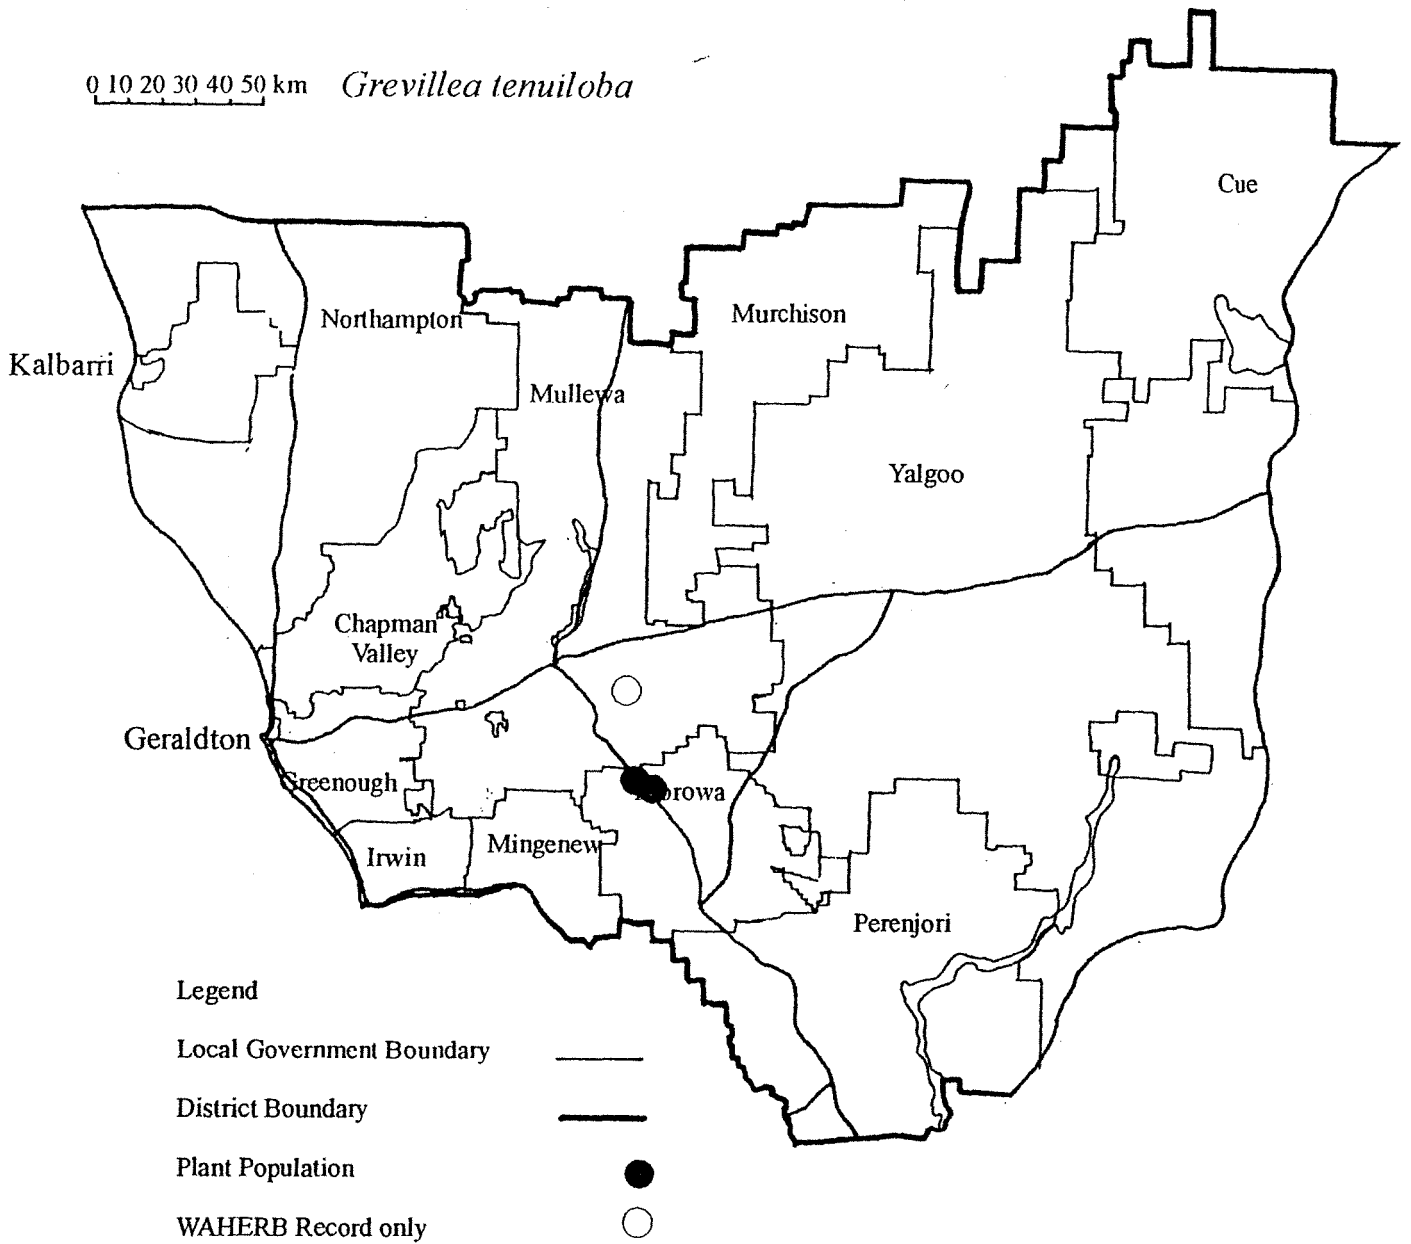 0 10 20 30 40 50 km
Grevillea tenuiloba
Cue
Northampton
Murchison
Kalbarri
Mullewa
Yalgoo
Chapman
Valley
Geraldton
Greenough
Irwin
Mingenew
Perenjori
Legend
Local Government Boundary
District Boundary
Plant Population
WAHERB Record only